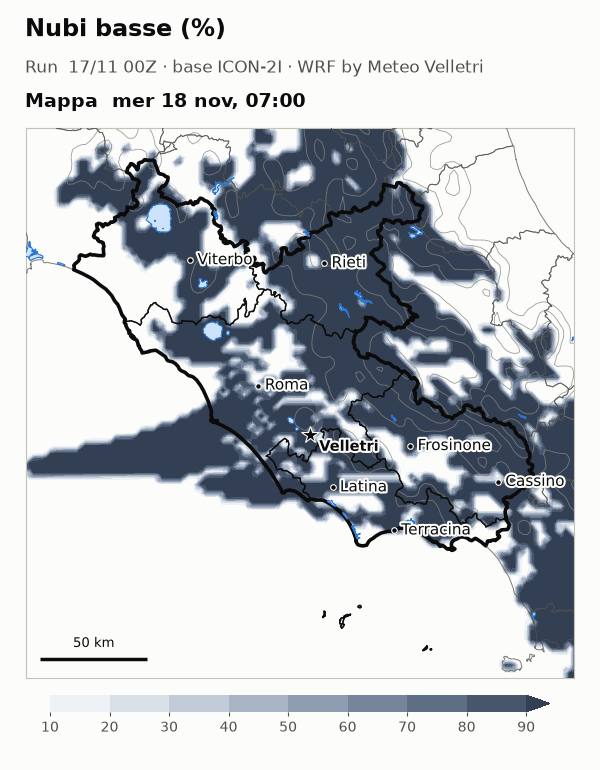 Nubi basse (%)
Run 17/11 00Z · base ICON-2I · WRF by Meteo Velletri
Mappa mer 18 nov, 07:00
Viterbo
Rieti
Roma
Velletri
Frosinone
Cassino
Latina
Terracina
50 km
10 20 30 40 50 60 70 80 90